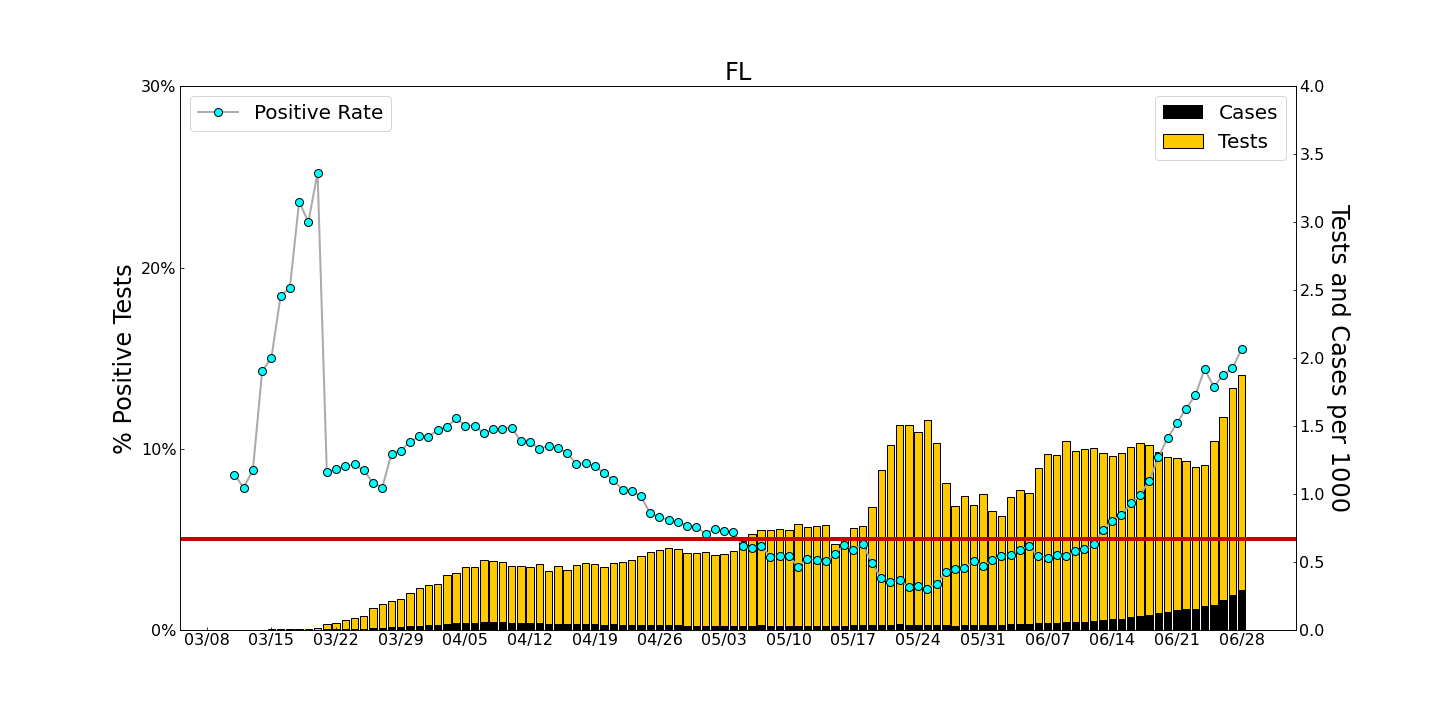 FL
Positive Rate
Cases
Tests
% Positive Tests
30%
20%
10%
0%
4.0
3.5
3.0
2.5
2.0
1.5
1.0
0.5
0.0
Tests and Cases per 1000
03/08 03/15 03/22 03/29 04/05 04/12 04/19 04/26 05/03 05/10 05/17 05/24 05/31 06/07 06/14 06/21 06/28